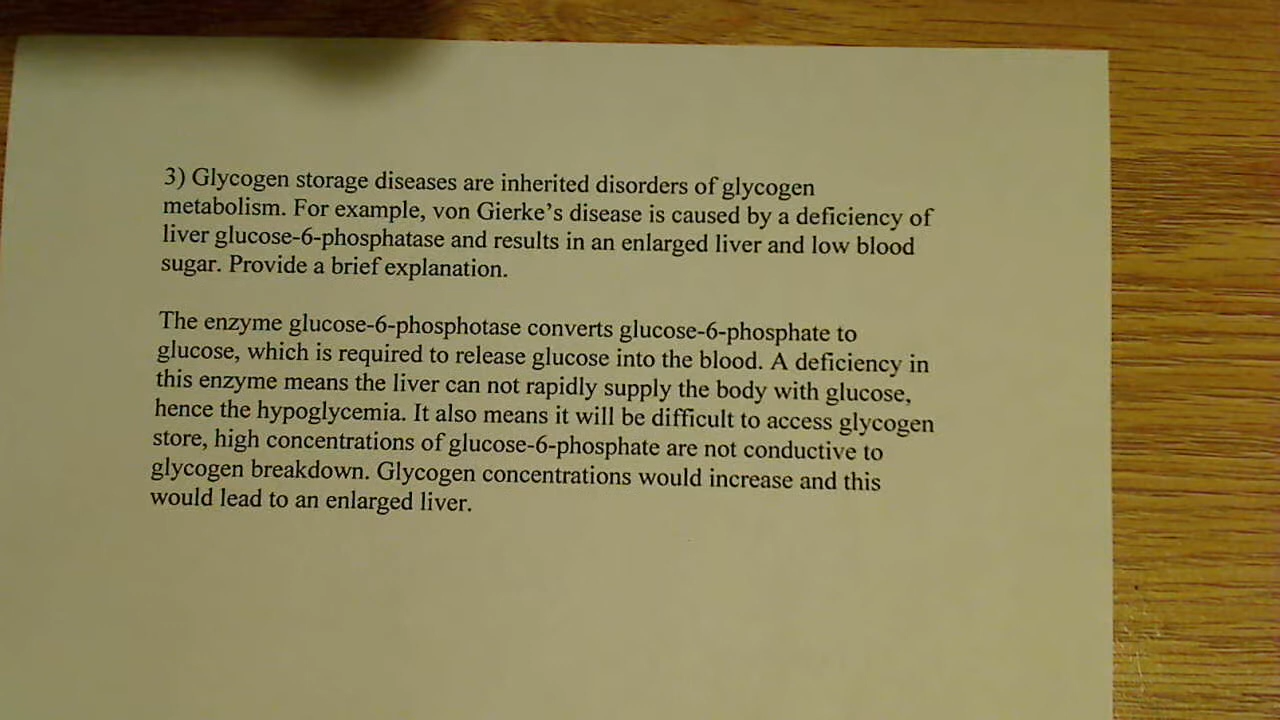 3) Glycogen storage diseases are inherited disorders of glycogen
metabolism. For example, von Gierke's disease is caused by a deficiency of
liver glucose-6-phosphatase and results in an enlarged liver and low blood
sugar. Provide a brief explanation.
The enzyme glucose-6-phosphotase converts glucose-6-phosphate to
glucose, which is required to release glucose into the blood. A deficiency in
this enzyme means the liver can not rapidly supply the body with glucose,
hence the hypoglycemia. It also means it will be difficult to access glycogen
store, high concentrations of glucose-6-phosphate are not conductive to
glycogen breakdown. Glycogen concentrations would increase and this
would lead to an enlarged liver.